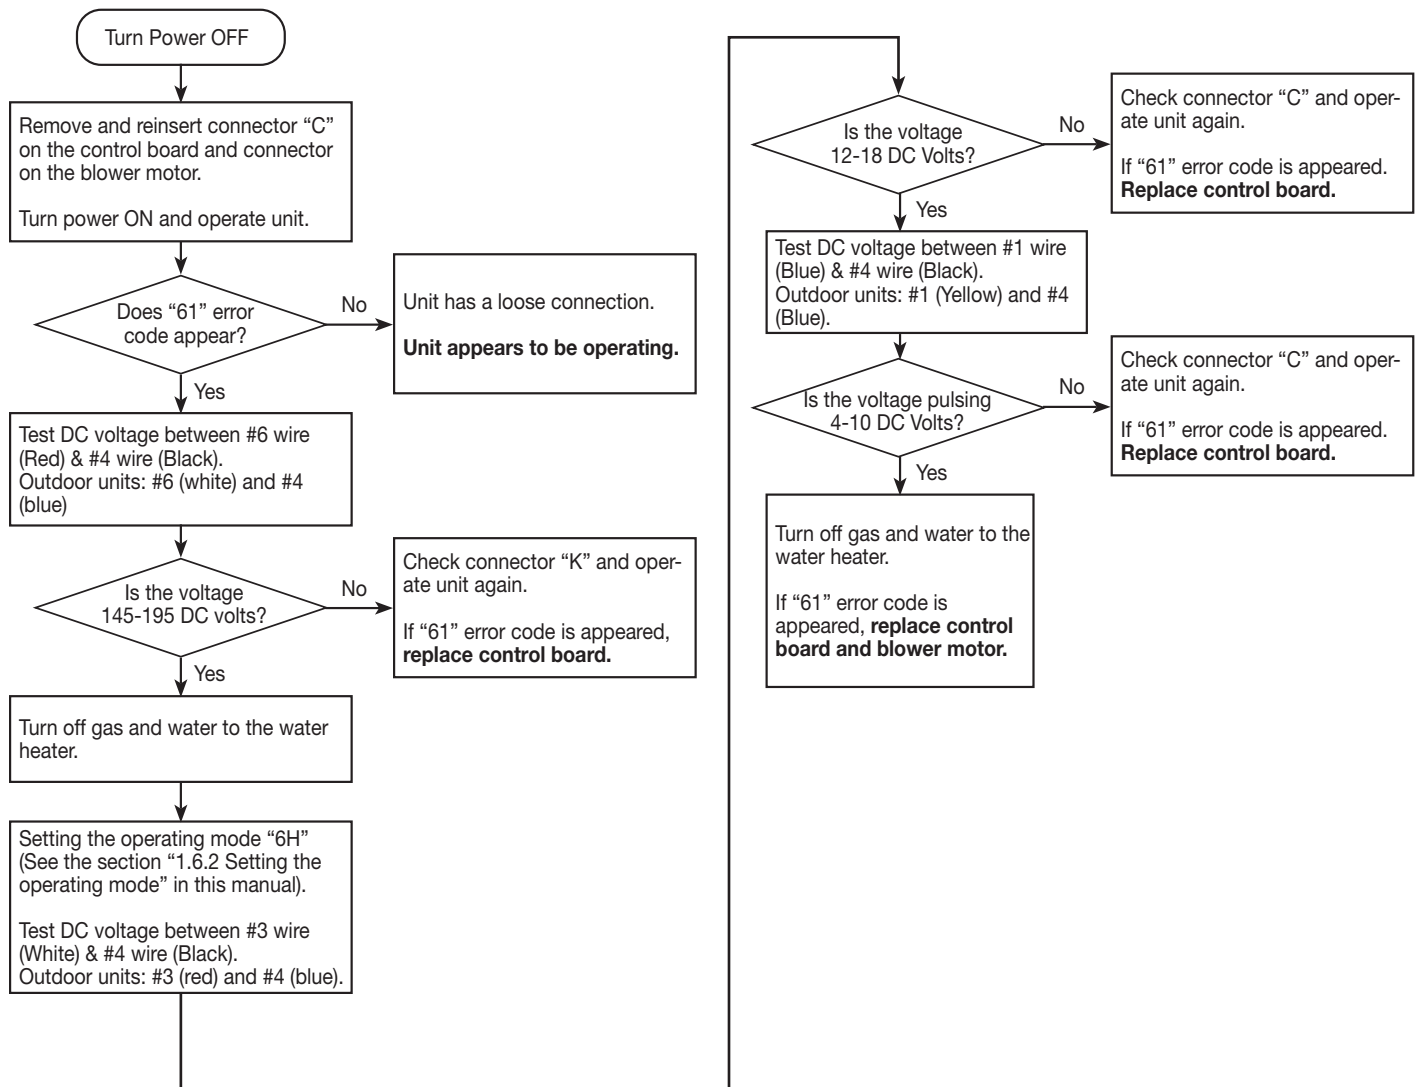 Turn Power OFF
Remove and reinsert connector “C”
on the control board and connector
on the blower motor.
Turn power ON and operate unit.
Does “61” error
code appear?
No
Unit has a loose connection.
Unit appears to be operating.
Yes
Test DC voltage between #6 wire
(Red) & #4 wire (Black).
Outdoor units: #6 (white) and #4
(blue)
Is the voltage
145-195 DC volts?
No
Check connector “K” and oper-
ate unit again.
If “61” error code is appeared,
replace control board.
Yes
Turn off gas and water to the water
heater.
Setting the operating mode “6H”
(See the section “1.6.2 Setting the
operating mode” in this manual).
Test DC voltage between #3 wire
(White) & #4 wire (Black).
Outdoor units: #3 (red) and #4 (blue).
Is the voltage
12-18 DC Volts?
No
Check connector “C” and oper-
ate unit again.
If “61” error code is appeared.
Replace control board.
Yes
Test DC voltage between #1 wire
(Blue) & #4 wire (Black).
Outdoor units: #1 (Yellow) and #4
(Blue).
Is the voltage pulsing
4-10 DC Volts?
No
Check connector “C” and oper-
ate unit again.
If “61” error code is appeared.
Replace control board.
Yes
Turn off gas and water to the
water heater.
If “61” error code is
appeared, replace control
board and blower motor.